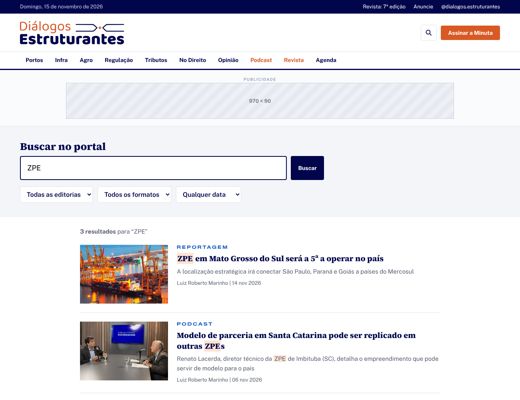 Domingo, 15 de novembro de 2026
Revista: 7ª edição
Anuncie
@dialogos.estruturantes
Diálogos
Estruturantes
Assinar a Minuta
Portos
Infra
Agro
Regulação
Tributos
No Direito
Opinião
Podcast
Revista
Agenda
PUBLICIDADE
970 × 90
Buscar no portal
ZPE
Buscar
Todas as editorias
Todos os formatos
Qualquer data
3 resultados para "ZPE"
REPORTAGEM
ZPE em Mato Grosso do Sul será a 5ª a operar no país
A localização estratégica irá conectar São Paulo, Paraná e Goiás a países do Mercosul
Luiz Roberto Marinho | 14 nov 2026
PODCAST
Modelo de parceria em Santa Catarina pode ser replicado em
outras ZPEs
Renato Lacerda, diretor técnico da ZPE de Imbituba (SC), detalha o empreendimento que pode
servir de modelo para o país
Luiz Roberto Marinho | 06 nov 2026